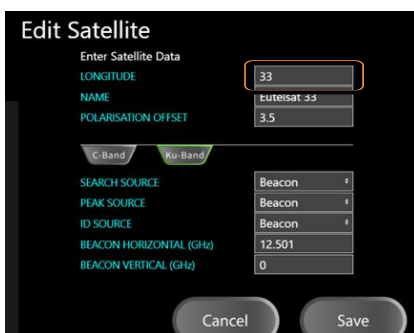 Edit Satellite
Enter Satellite Data
LONGITUDE 33
NAME Eutelsat 33
POLARISATION OFFSET 3.5
C-Band Ku-Band
SEARCH SOURCE Beacon
PEAK SOURCE Beacon
ID SOURCE Beacon
BEACON HORIZONTAL (GHz) 12.501
BEACON VERTICAL (GHz) 0
Cancel Save